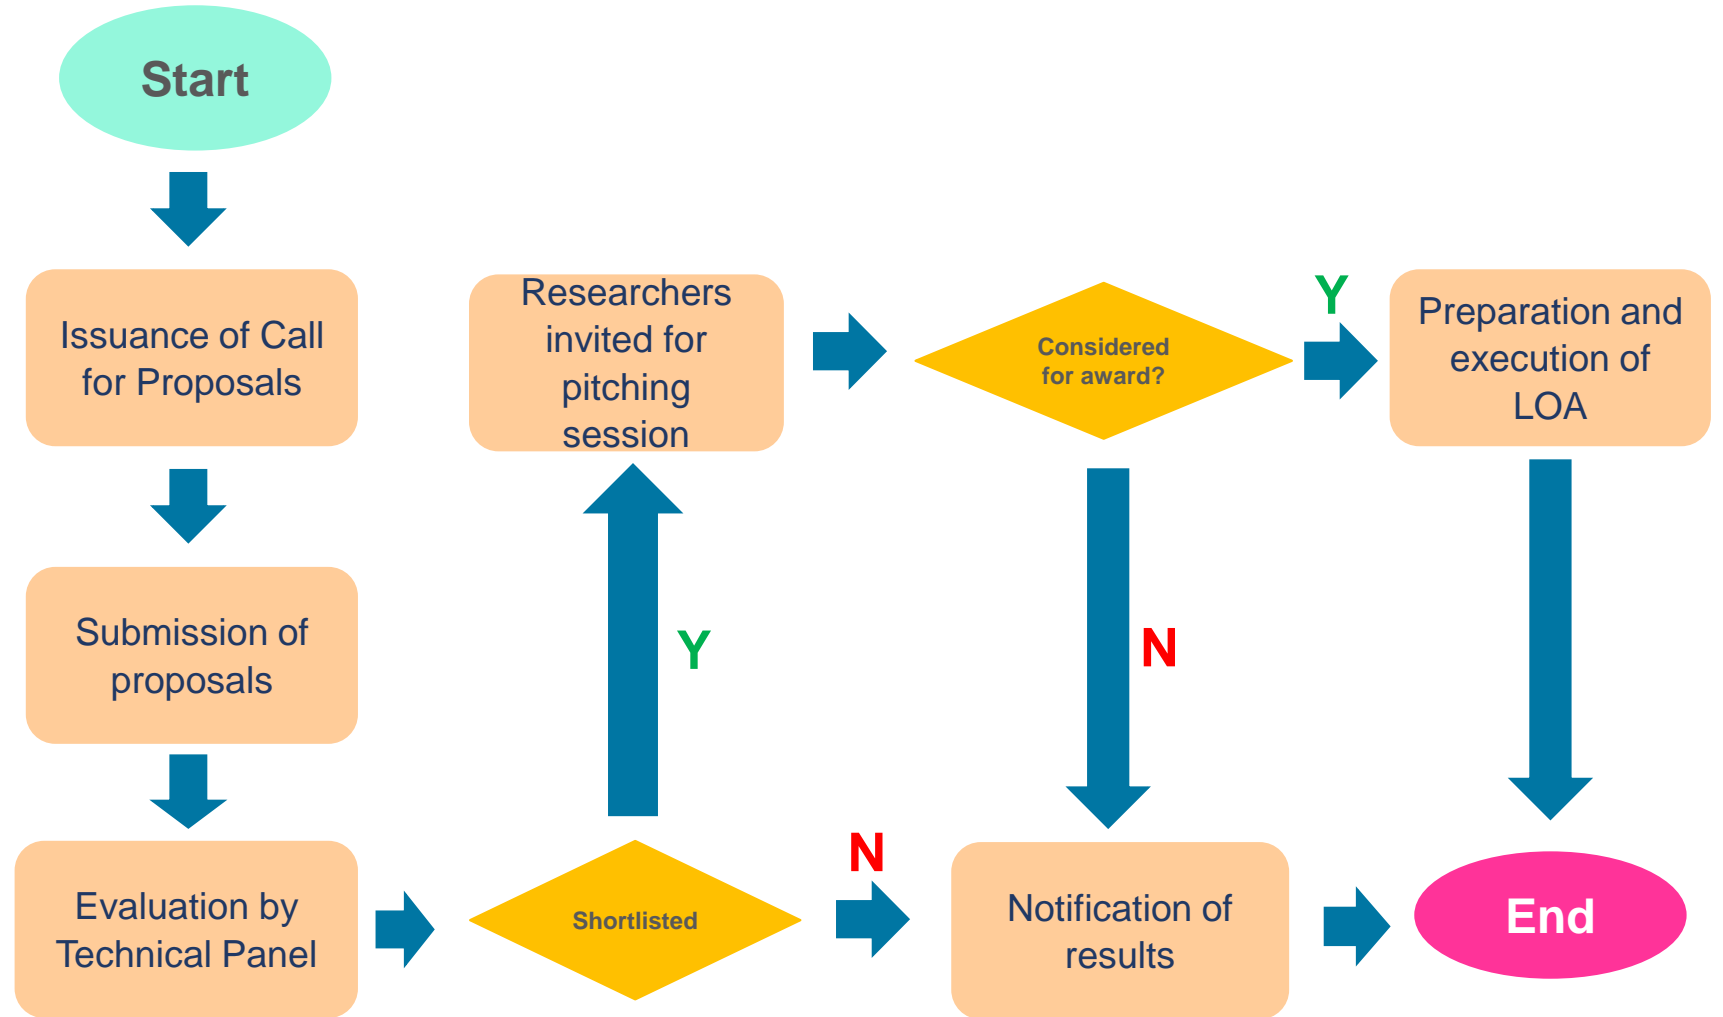 Start
Issuance of Call
for Proposals
Submission of
proposals
Evaluation by
Technical Panel
Shortlisted
Y
N
Researchers
invited for
pitching
session
Considered
for award?
Y
N
Preparation and
execution of
LOA
Notification of
results
End